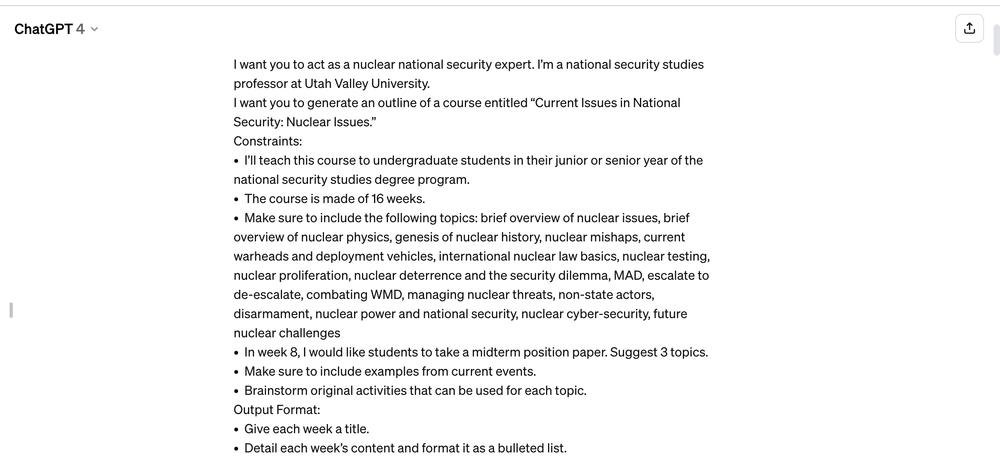 ChatGPT 4
I want you to act as a nuclear national security expert. I’m a national security studies
professor at Utah Valley University.
I want you to generate an outline of a course entitled “Current Issues in National
Security: Nuclear Issues.”
Constraints:
• I’ll teach this course to undergraduate students in their junior or senior year of the
national security studies degree program.
• The course is made of 16 weeks.
• Make sure to include the following topics: brief overview of nuclear issues, brief
overview of nuclear physics, genesis of nuclear history, nuclear mishaps, current
warheads and deployment vehicles, international nuclear law basics, nuclear testing,
nuclear proliferation, nuclear deterrence and the security dilemma, MAD, escalate to
de-escalate, combating WMD, managing nuclear threats, non-state actors,
disarmament, nuclear power and national security, nuclear cyber-security, future
nuclear challenges
• In week 8, I would like students to take a midterm position paper. Suggest 3 topics.
• Make sure to include examples from current events.
• Brainstorm original activities that can be used for each topic.
Output Format:
• Give each week a title.
• Detail each week’s content and format it as a bulleted list.